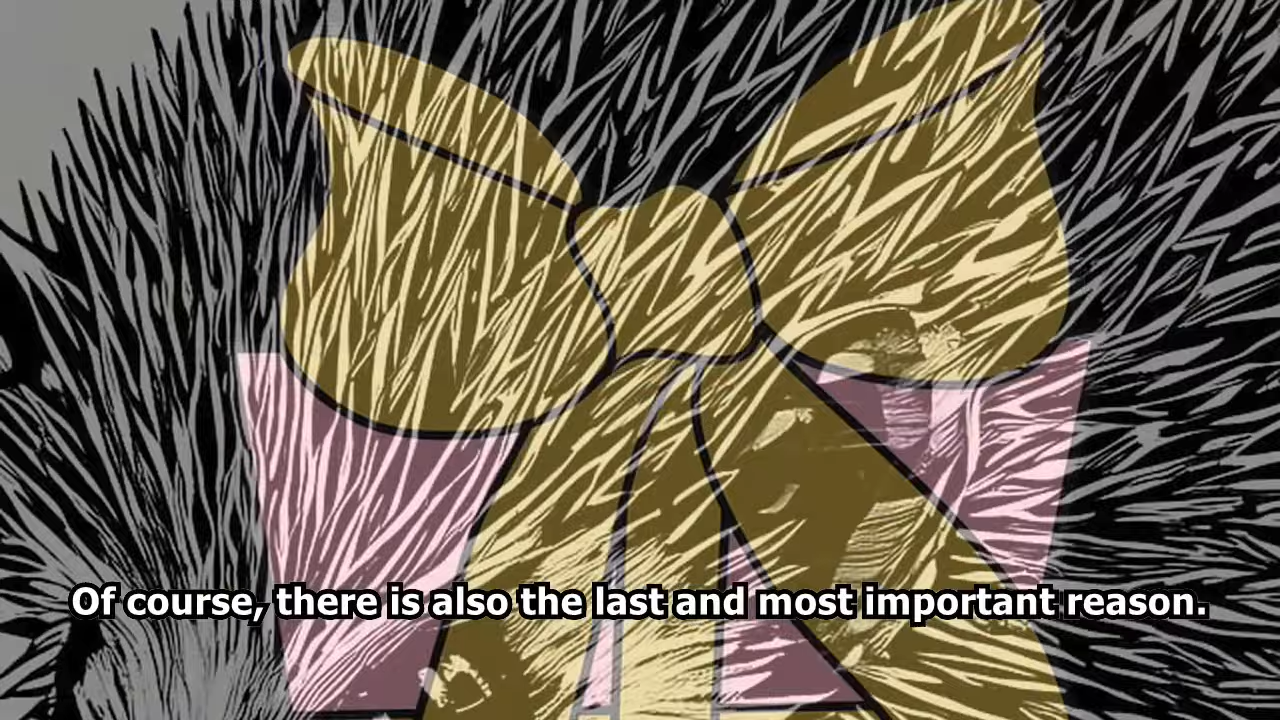 Of course, there is also the last and most important reason.